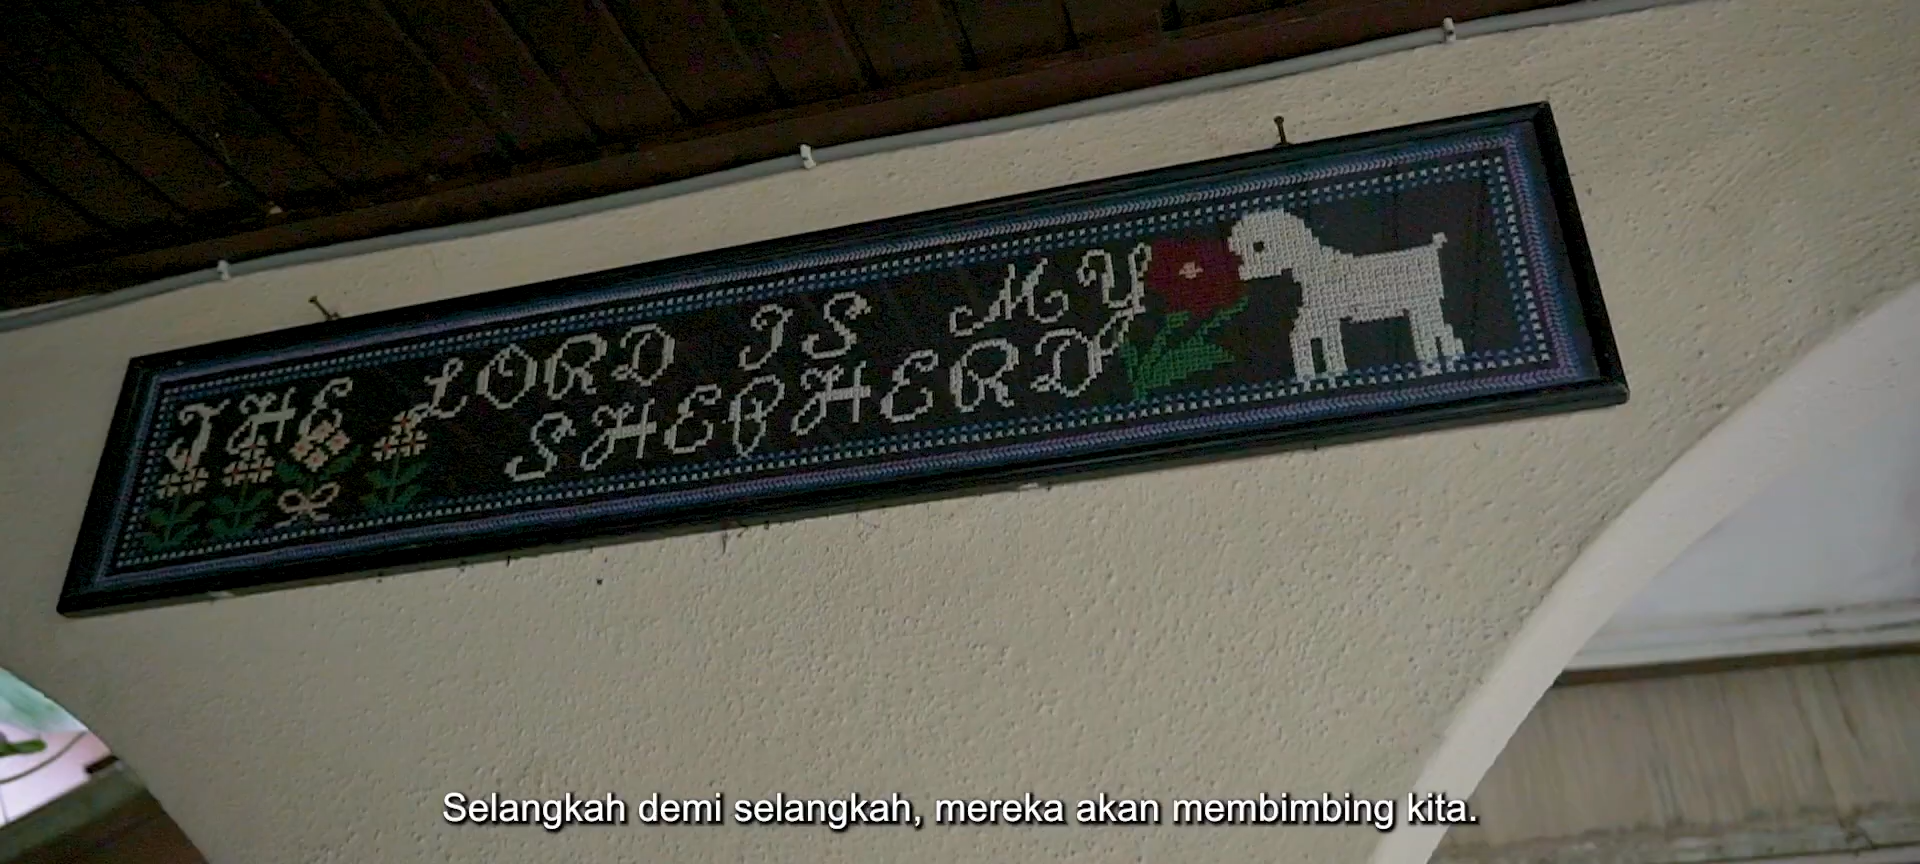 THE LORD IS MY
SHEPHERD
Selangkah demi selangkah, mereka akan membimbing kita.